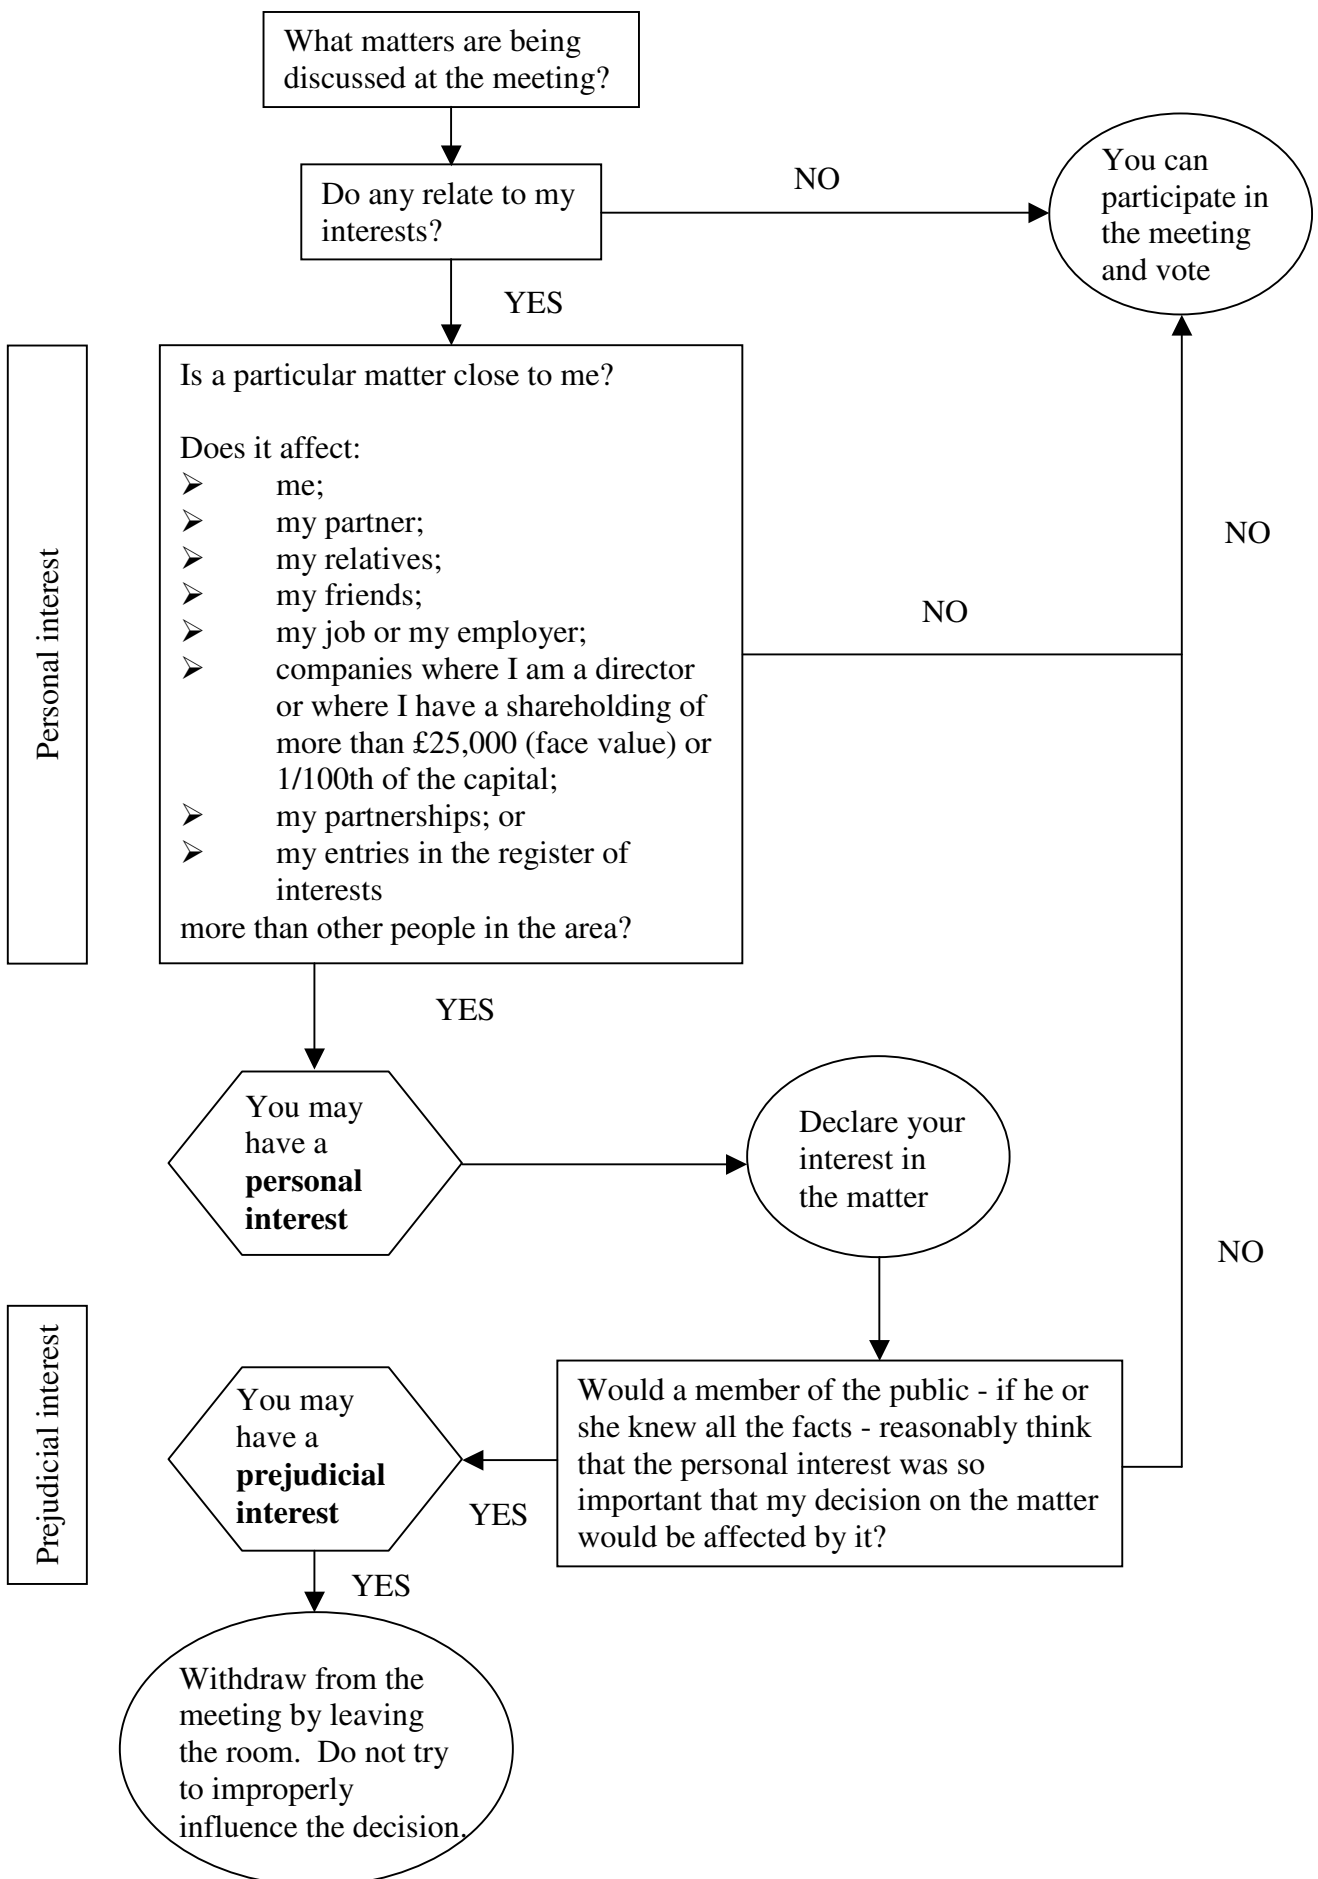 What matters are being
discussed at the meeting?
Do any relate to my
interests?
NO
You can
participate in
the meeting
and vote
YES
Personal interest
Is a particular matter close to me?
Does it affect:
➢ me;
➢ my partner;
➢ my relatives;
➢ my friends;
➢ my job or my employer;
➢ companies where I am a director
or where I have a shareholding of
more than £25,000 (face value) or
1/100th of the capital;
➢ my partnerships; or
➢ my entries in the register of
interests
more than other people in the area?
NO
NO
YES
You may
have a
personal
interest
Declare your
interest in
the matter
NO
Prejudicial interest
Would a member of the public - if he or
she knew all the facts - reasonably think
that the personal interest was so
important that my decision on the matter
would be affected by it?
YES
You may
have a
prejudicial
interest
YES
Withdraw from the
meeting by leaving
the room.  Do not try
to improperly
influence the decision.